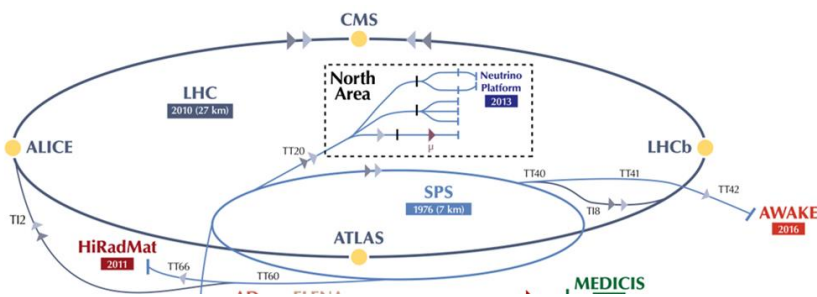 CMS
North
Area
Neutrino
Platform
2013
LHC
2010 (27 km)
μ
ALICE
TT20
LHCb
TT40
TT41
SPS
1976 (7 km)
TT42
TI2
TI8
AWAKE
2016
ATLAS
HiRadMat
2011
TT66
TT60
MEDICIS